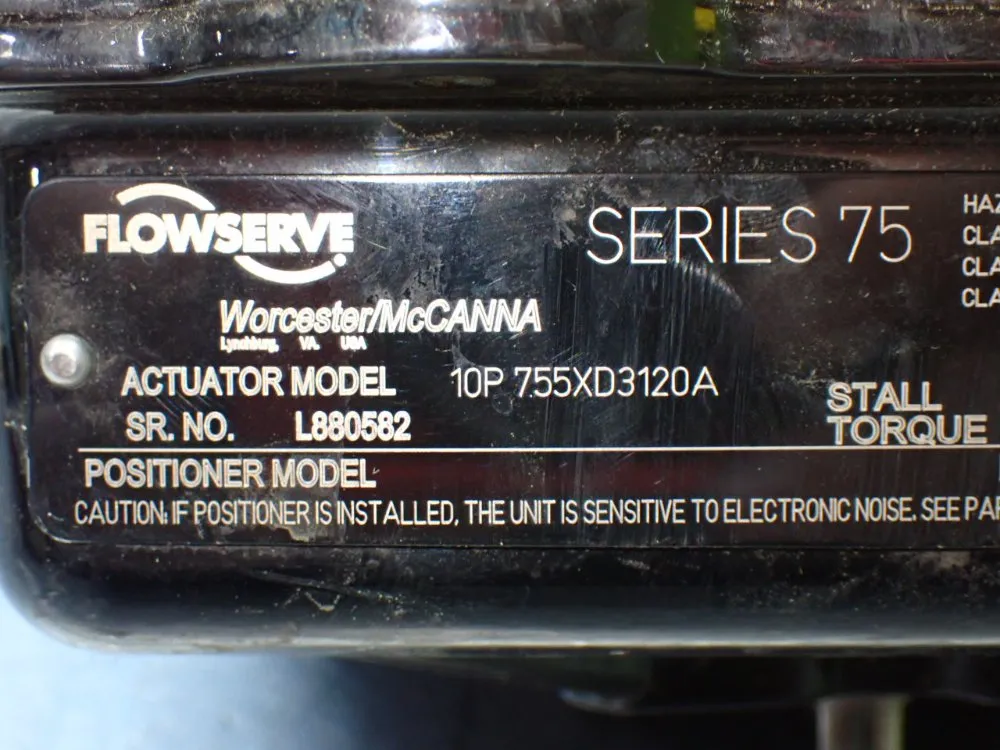 FLOWSERVE
SERIES 75
HAZ
CLA
CLA
CLA
Worcester/McCANNA
Lynchburg, VA. USA
ACTUATOR MODEL 10P 755XD3120A
SR. NO. L880582
STALL
TORQUE
POSITIONER MODEL
CAUTION: IF POSITIONER IS INSTALLED, THE UNIT IS SENSITIVE TO ELECTRONIC NOISE. SEE PA